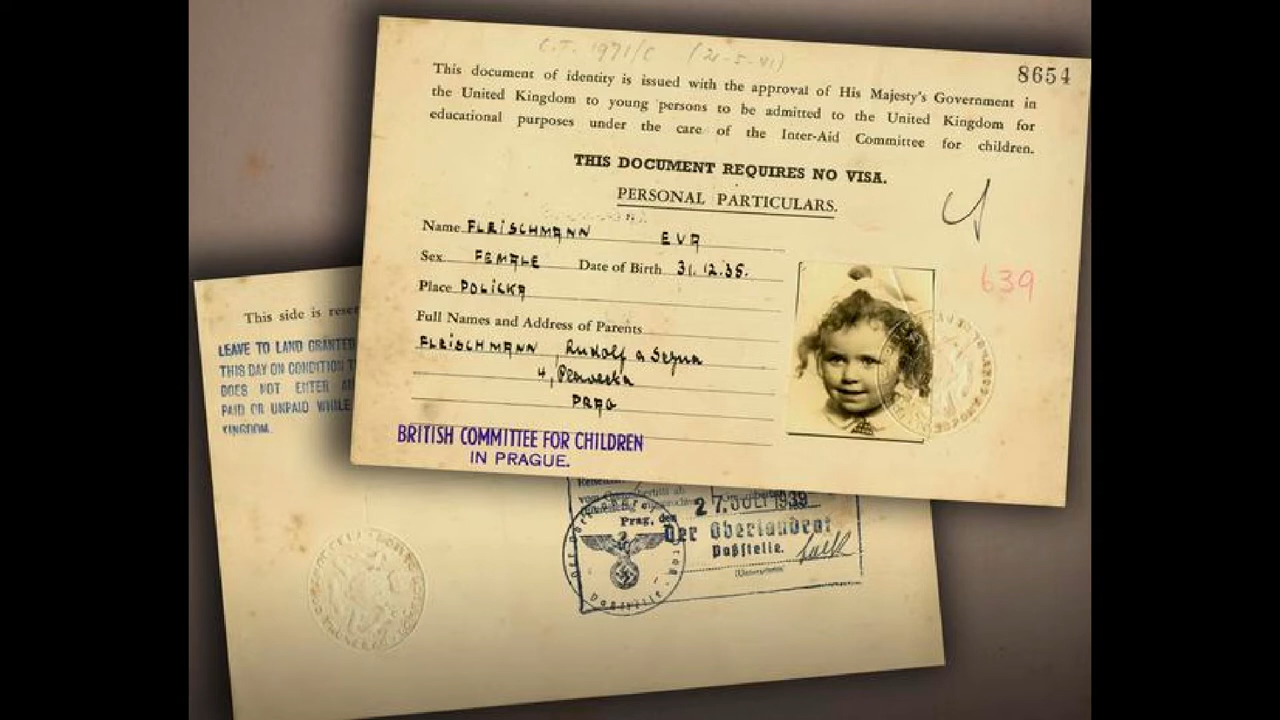 C.T. 1971/C (21-5-41)
8654
This document of identity is issued with the approval of His Majesty's Government in
the United Kingdom to young persons to be admitted to the United Kingdom for
educational purposes under the care of the Inter-Aid Committee for children.
THIS DOCUMENT REQUIRES NO VISA.
PERSONAL PARTICULARS.
Name FLEISCHMANN EVA
Sex FEMALE Date of Birth 31.12.35.
Place POLICKA
639
Full Names and Address of Parents
FLEISCHMANN Rudolf a
4,
PRAG
BRITISH COMMITTEE FOR CHILDREN
IN PRAGUE.
This side is
LEAVE TO LAND GRANTED
THIS DAY ON CONDITION
DOES NOT ENTER
PAID OR UNPAID WHILE
KINGDOM.
27. JULI 1939
Prag, den
Der Oberlandrat
Paßstelle.
Paßstelle